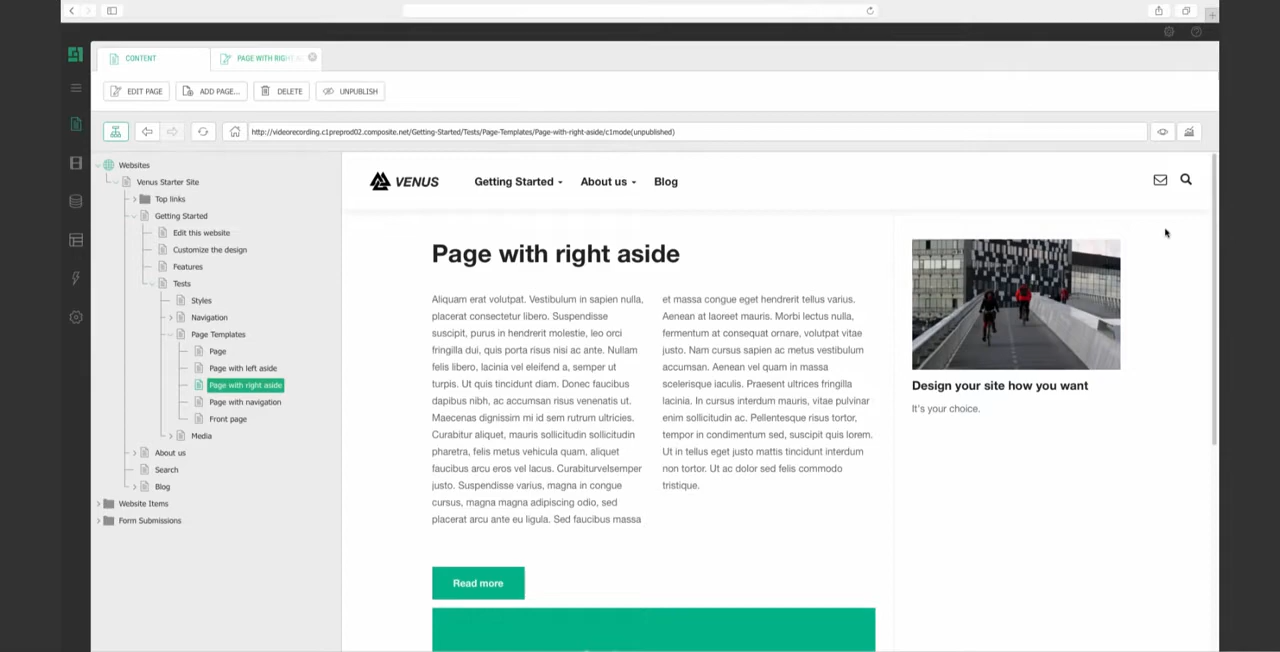 CONTENT
PAGE WITH RIGHT
EDIT PAGE
ADD PAGE...
DELETE
UNPUBLISH
http://videorecording.c1preprod02.composite.net/Getting-Started/Tests/Page-Templates/Page-with-right-aside/c1mode(unpublished)
Websites
Venus Starter Site
Top links
Getting Started
Edit this website
Customize the design
Features
Tests
Styles
Navigation
Page Templates
Page
Page with left aside
Page with right aside
Page with navigation
Front page
Media
About us
Search
Blog
Website Items
Form Submissions
VENUS
Getting Started
About us
Blog
Page with right aside
Aliquam erat volutpat. Vestibulum in sapien nulla,
placerat consectetur libero. Suspendisse
suscipit, purus in hendrerit molestie, leo orci
fringilla dui, quis porta risus nisi ac ante. Nullam
felis libero, lacinia vel eleifend a, semper ut
turpis. Ut quis tincidunt diam. Donec faucibus
dapibus nibh, ac accumsan risus venenatis ut.
Maecenas dignissim mi id sem rutrum ultricies.
Curabitur aliquet, mauris sollicitudin sollicitudin
pharetra, felis metus vehicula quam, aliquet
faucibus arcu eros vel lacus. Curabiturvelsemper
justo. Suspendisse varius, magna in congue
cursus, magna magna adipiscing odio, sed
placerat arcu ante eu ligula. Sed faucibus massa
et massa congue eget hendrerit tellus varius.
Aenean at laoreet mauris. Morbi lectus nulla,
fermentum at consequat ornare, volutpat vitae
justo. Nam cursus sapien ac metus vestibulum
accumsan. Aenean vel quam in massa
scelerisque iaculis. Praesent ultrices fringilla
lacinia. In cursus interdum mauris, vitae pulvinar
enim sollicitudin ac. Pellentesque risus tortor,
tempor in condimentum sed, suscipit quis lorem.
Ut in tellus eget justo mattis tincidunt interdum
non tortor. Ut ac dolor sed felis commodo
tristique.
Read more
Design your site how you want
It's your choice.